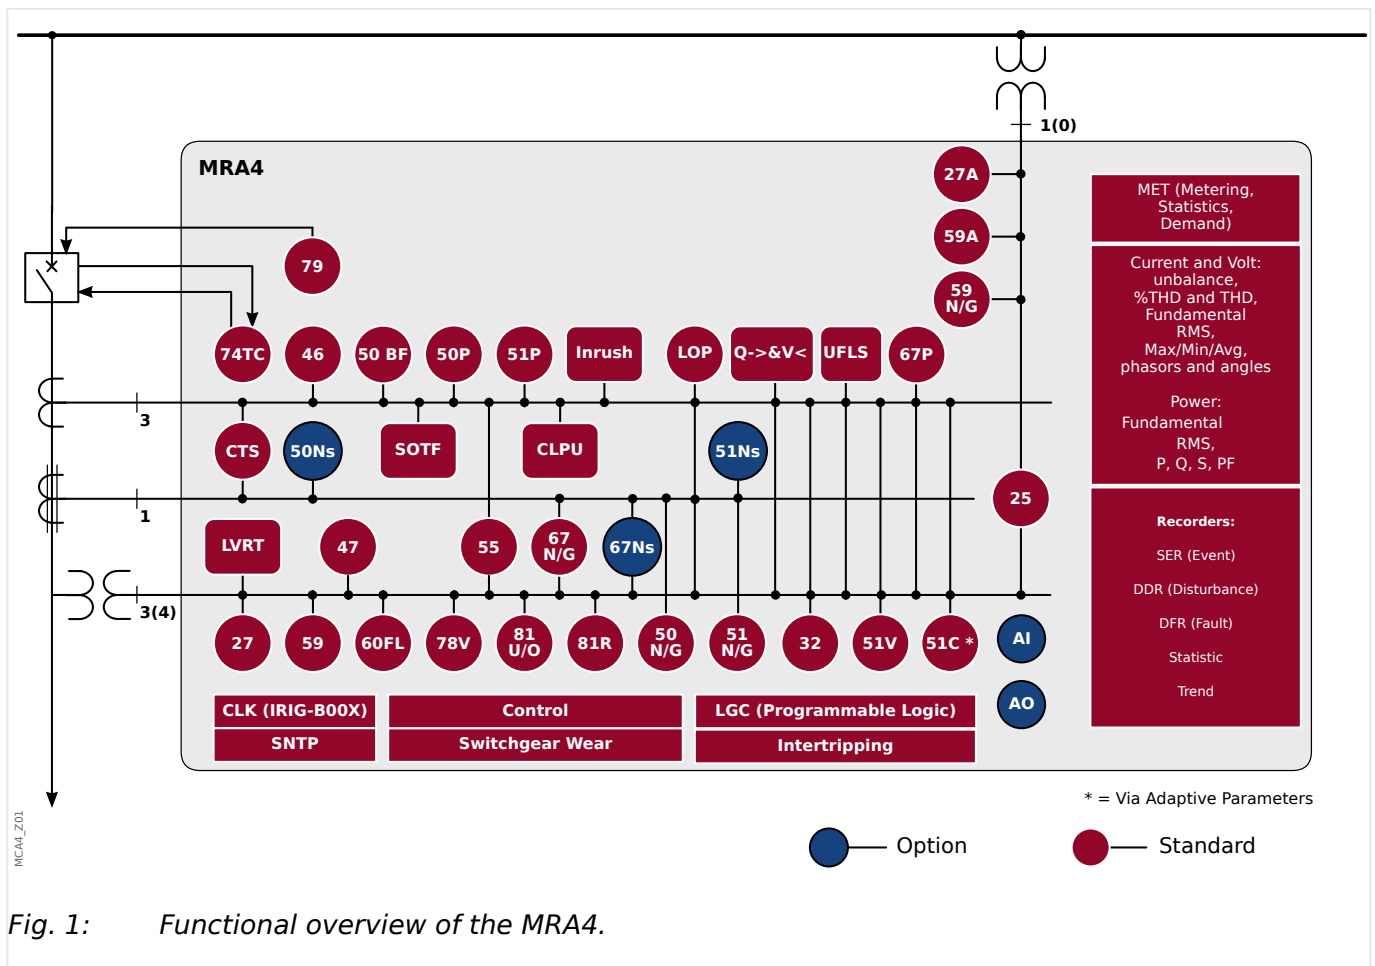 1(0)
MRA4
27A
59A
59
N/G
79
74TC
46
50 BF
50P
51P
Inrush
LOP
Q->&V<
UFLS
67P
3
CTS
50Ns
SOTF
CLPU
51Ns
1
25
LVRT
47
55
67
N/G
67Ns
3(4)
27
59
60FL
78V
81
U/O
81R
50
N/G
51
N/G
32
51V
51C *
AI
AO
CLK (IRIG-B00X)
SNTP
Control
Switchgear Wear
LGC (Programmable Logic)
Intertripping
MET (Metering,
Statistics,
Demand)
Current and Volt:
unbalance,
%THD and THD,
Fundamental
RMS,
Max/Min/Avg,
phasors and angles
Power:
Fundamental
RMS,
P, Q, S, PF
Recorders:
SER (Event)
DDR (Disturbance)
DFR (Fault)
Statistic
Trend
* = Via Adaptive Parameters
MCA4_Z01
Option
Standard
Fig. 1: Functional overview of the MRA4.